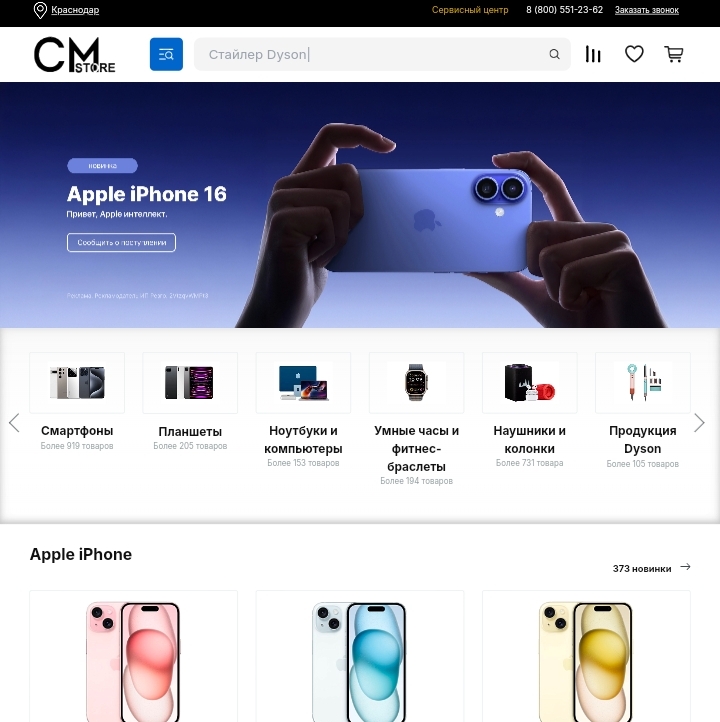 Краснодар
Сервисный центр
8 (800) 551-23-62
Заказать звонок
CM
STORE
Стайлер Dyson|
новинка
Apple iPhone 16
Привет, Apple интеллект.
Сообщить о поступлении
Реклама. Рекламодатель ИП
Смартфоны
Более 919 товаров
Планшеты
Более 205 товаров
Ноутбуки и
компьютеры
Более 153 товаров
Умные часы и
фитнес-
браслеты
Более 194 товаров
Наушники и
колонки
Более 731 товара
Продукция
Dyson
Более 105 товаров
Apple iPhone
373 новинки